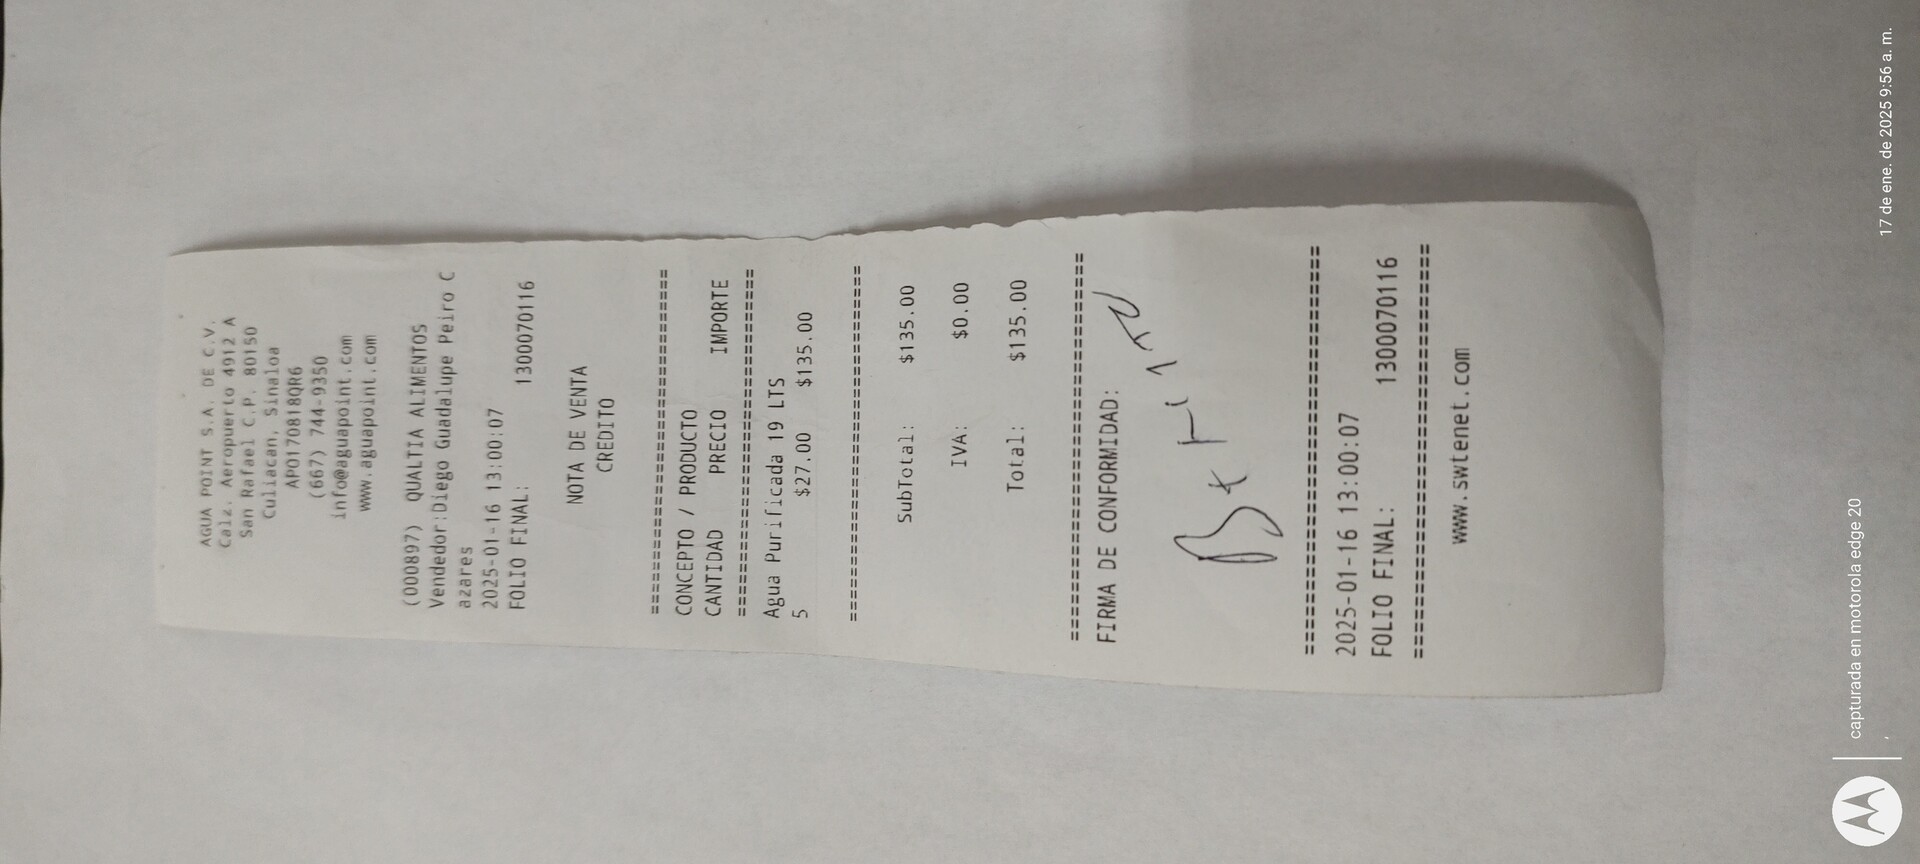 AGUA POINT S.A. DE C.V.
Calz. Aeropuerto 4912 A
San Rafael C.P. 80150
Culiacan, Sinaloa
APO170818QR6
(667) 744-9350
info@aguapoint.com
www.aguapoint.com
(000897) QUALTIA ALIMENTOS
Vendedor:Diego Guadalupe Peiro C
azares
2025-01-16 13:00:07
FOLIO FINAL: 1300070116
NOTA DE VENTA
CREDITO
================================
CONCEPTO / PRODUCTO
CANTIDAD PRECIO IMPORTE
================================
Agua Purificada 19 LTS
5 $27.00 $135.00
================================
SubTotal: $135.00
IVA: $0.00
Total: $135.00
================================
FIRMA DE CONFORMIDAD:
================================
2025-01-16 13:00:07
FOLIO FINAL: 1300070116
================================
www.swtenet.com
capturada en motorola edge 20
17 de ene. de 2025 9:56 a. m.